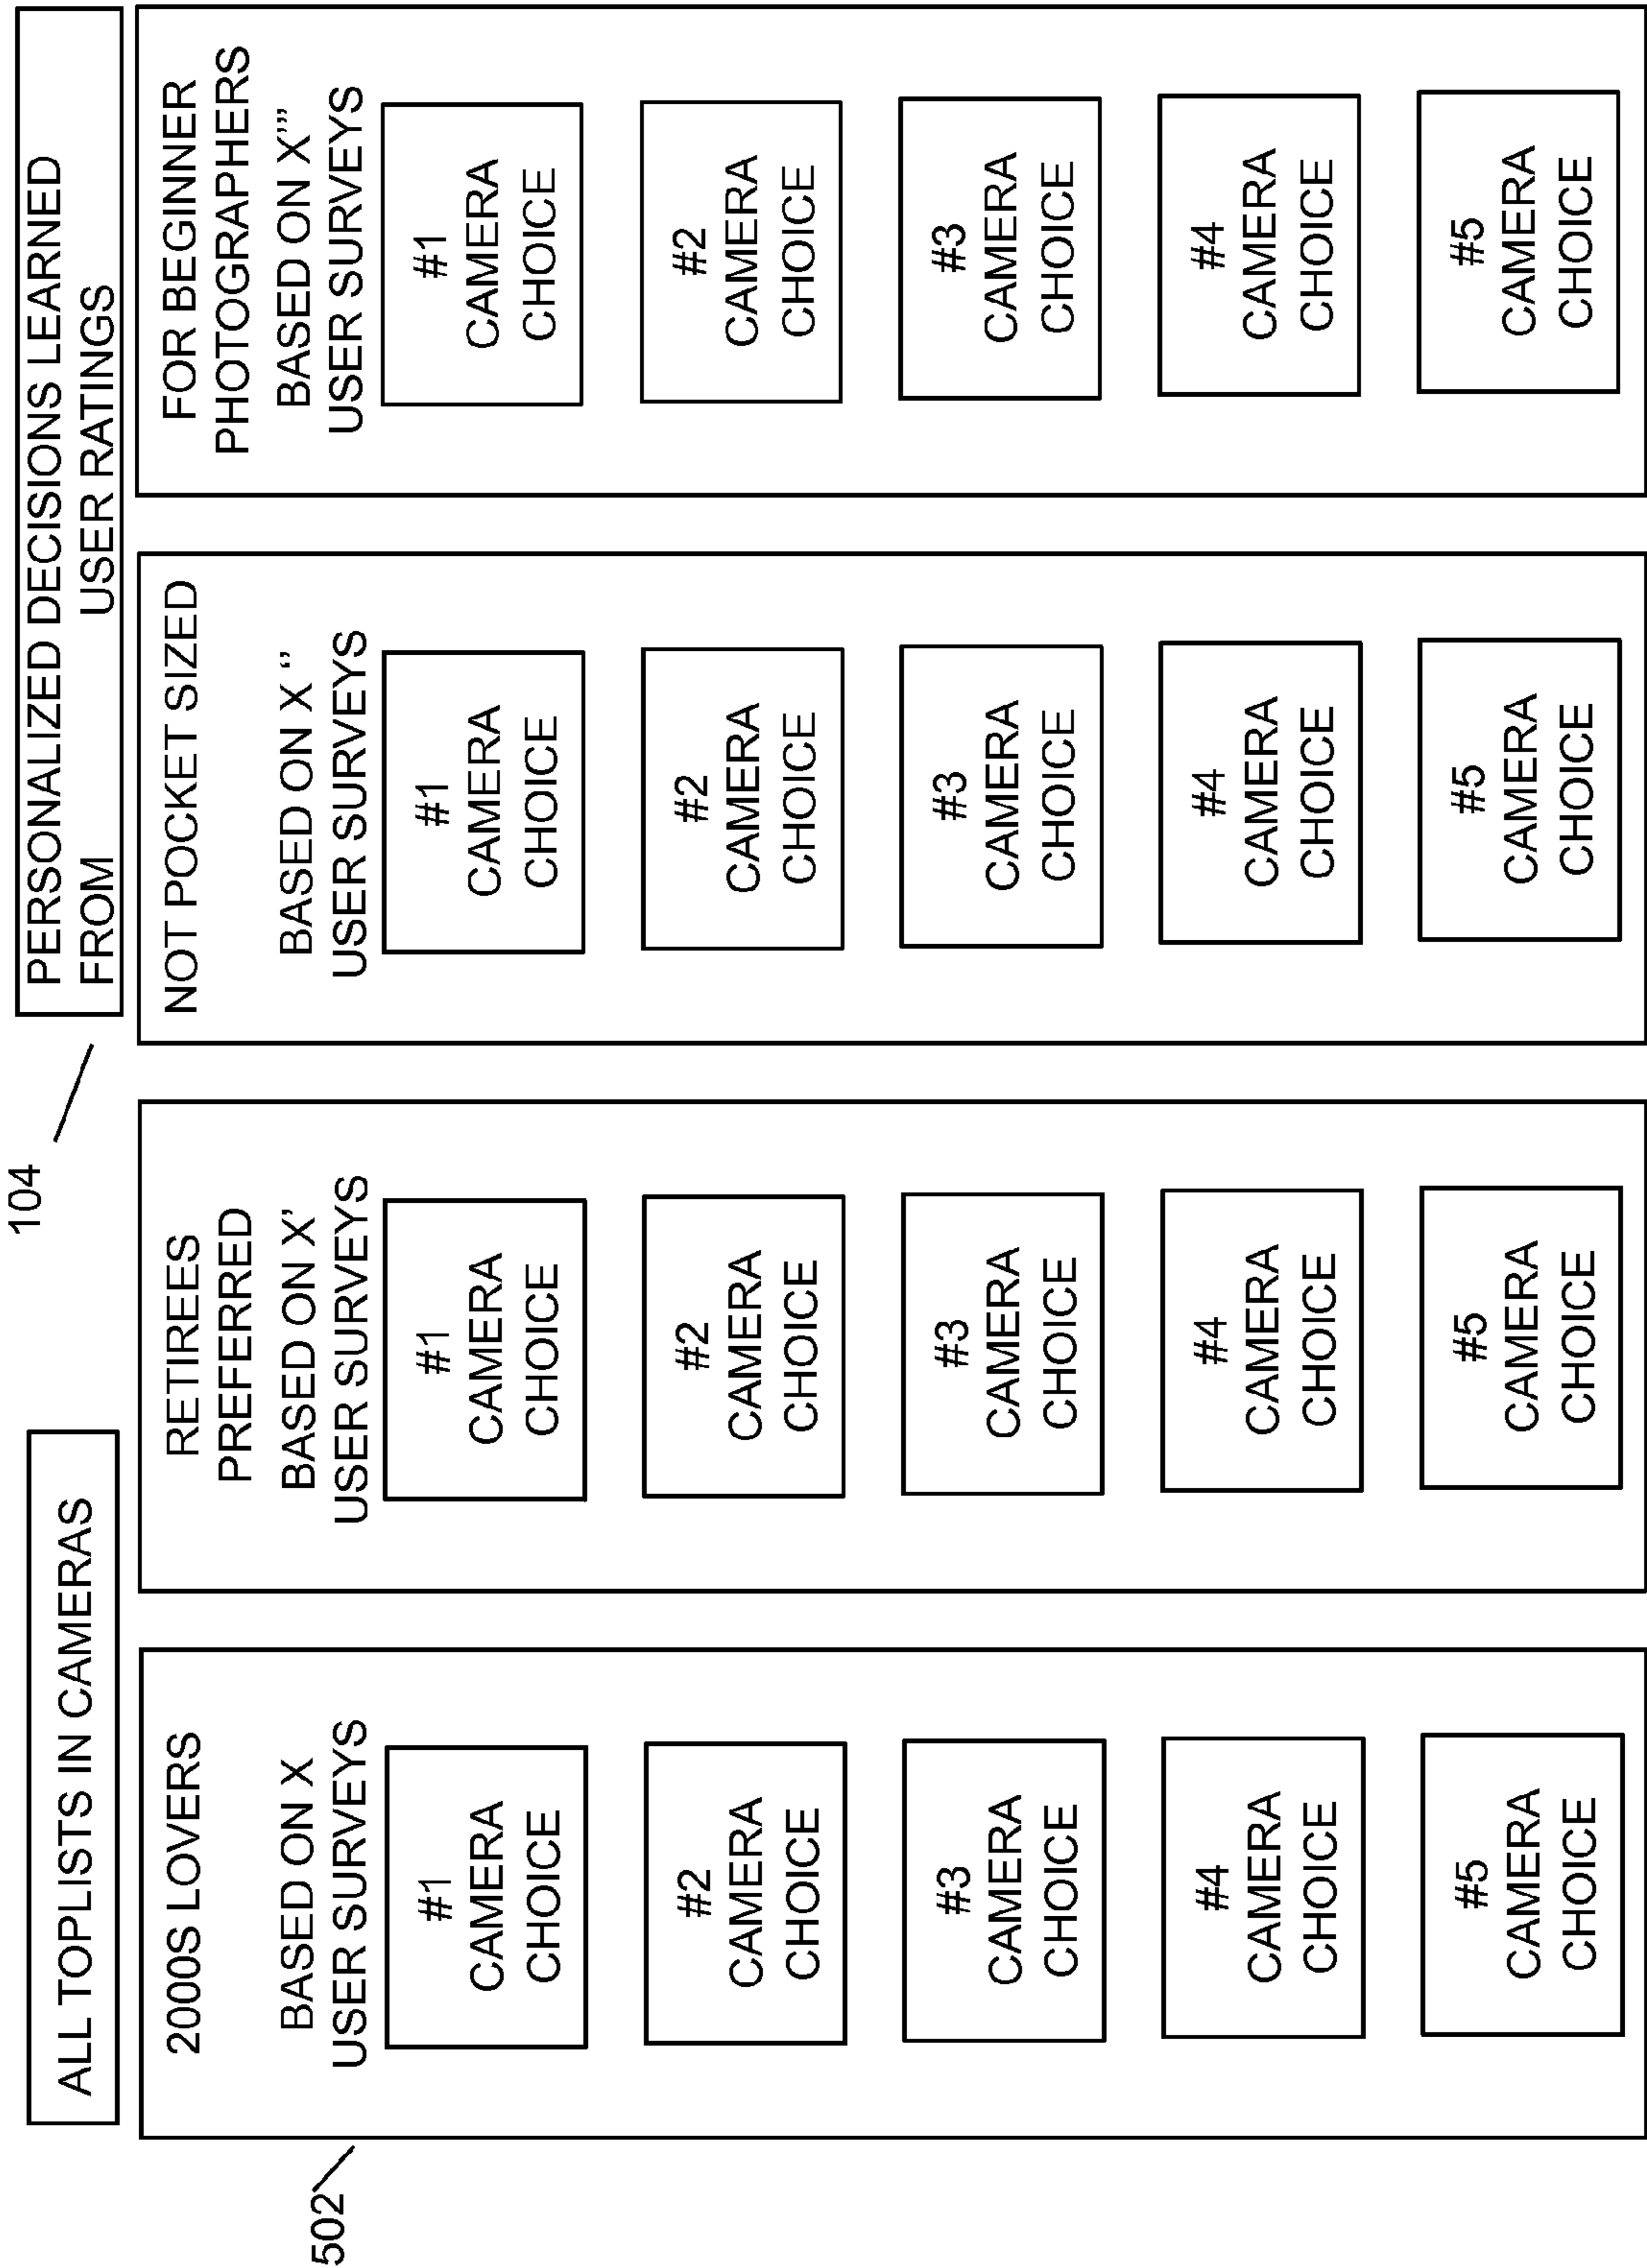 104
ALL TOPLISTS IN CAMERAS
PERSONALIZED DECISIONS LEARNED
FROM USER RATINGS
502
2000S LOVERS
BASED ON X
USER SURVEYS
#1
CAMERA
CHOICE
#2
CAMERA
CHOICE
#3
CAMERA
CHOICE
#4
CAMERA
CHOICE
#5
CAMERA
CHOICE
RETIREES
PREFERRED
BASED ON X'
USER SURVEYS
#1
CAMERA
CHOICE
#2
CAMERA
CHOICE
#3
CAMERA
CHOICE
#4
CAMERA
CHOICE
#5
CAMERA
CHOICE
NOT POCKET SIZED
BASED ON X “
USER SURVEYS
#1
CAMERA
CHOICE
#2
CAMERA
CHOICE
#3
CAMERA
CHOICE
#4
CAMERA
CHOICE
#5
CAMERA
CHOICE
FOR BEGINNER
PHOTOGRAPHERS
BASED ON X’”
USER SURVEYS
#1
CAMERA
CHOICE
#2
CAMERA
CHOICE
#3
CAMERA
CHOICE
#4
CAMERA
CHOICE
#5
CAMERA
CHOICE